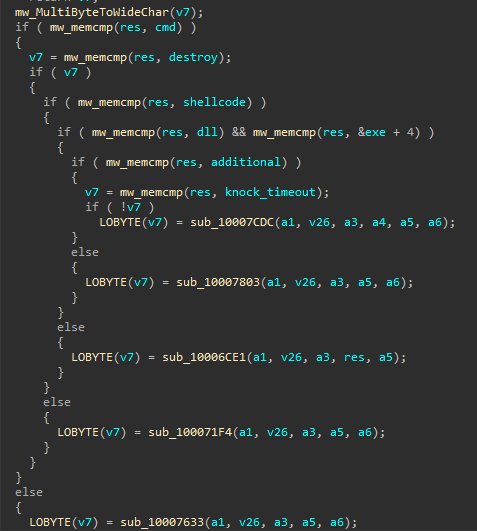 mw_MultiByteToWideChar(v7);
if ( mw_memcmp(res, cmd) )
{
v7 = mw_memcmp(res, destroy);
if ( v7 )
{
if ( mw_memcmp(res, shellcode) )
{
if ( mw_memcmp(res, dll) && mw_memcmp(res, &exe + 4) )
{
if ( mw_memcmp(res, additional) )
{
v7 = mw_memcmp(res, knock_timeout);
if ( !v7 )
LOBYTE(v7) = sub_10007CDC(a1, v26, a3, a4, a5, a6);
}
else
{
LOBYTE(v7) = sub_10007803(a1, v26, a3, a5, a6);
}
}
else
{
LOBYTE(v7) = sub_10006CE1(a1, v26, a3, res, a5);
}
}
else
{
LOBYTE(v7) = sub_100071F4(a1, v26, a3, a5, a6);
}
}
}
else
{
LOBYTE(v7) = sub_10007633(a1, v26, a3, a5, a6);